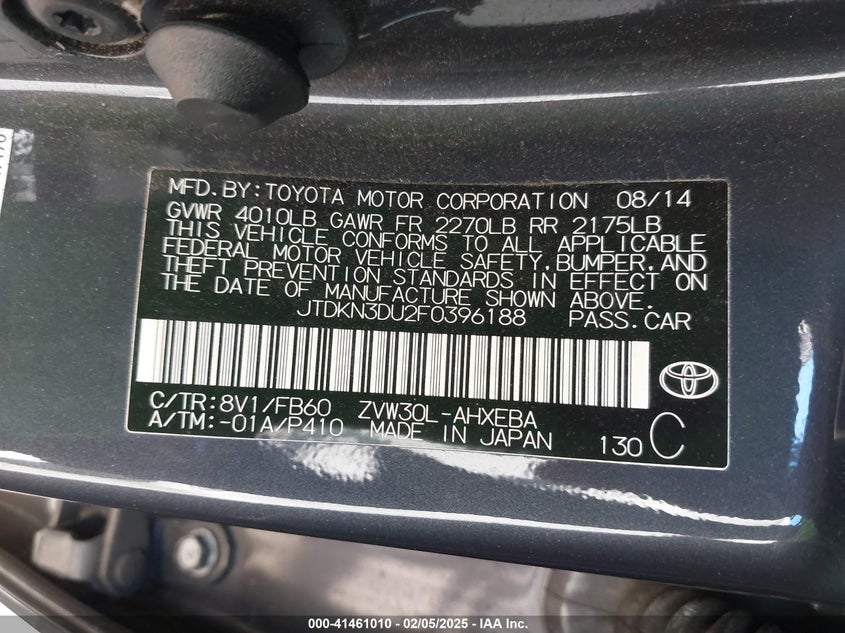 MFD.BY:TOYOTA MOTOR CORPORATION 08/14
GVWR 4010LB GAWR FR 2270LB RR 2175LB
THIS VEHICLE CONFORMS TO ALL APPLICABLE
FEDERAL MOTOR VEHICLE SAFETY,BUMPER,AND
THEFT PREVENTION STANDARDS IN EFFECT ON
THE DATE OF MANUFACTURE SHOWN ABOVE.
JTDKN3DU2F0396188 PASS.CAR
C/TR:8V1/FB60 ZVW30L-AHXEBA
A/TM:-01A/P410 MADE IN JAPAN 130 C
000-41461010 - 02/05/2025 - IAA Inc.